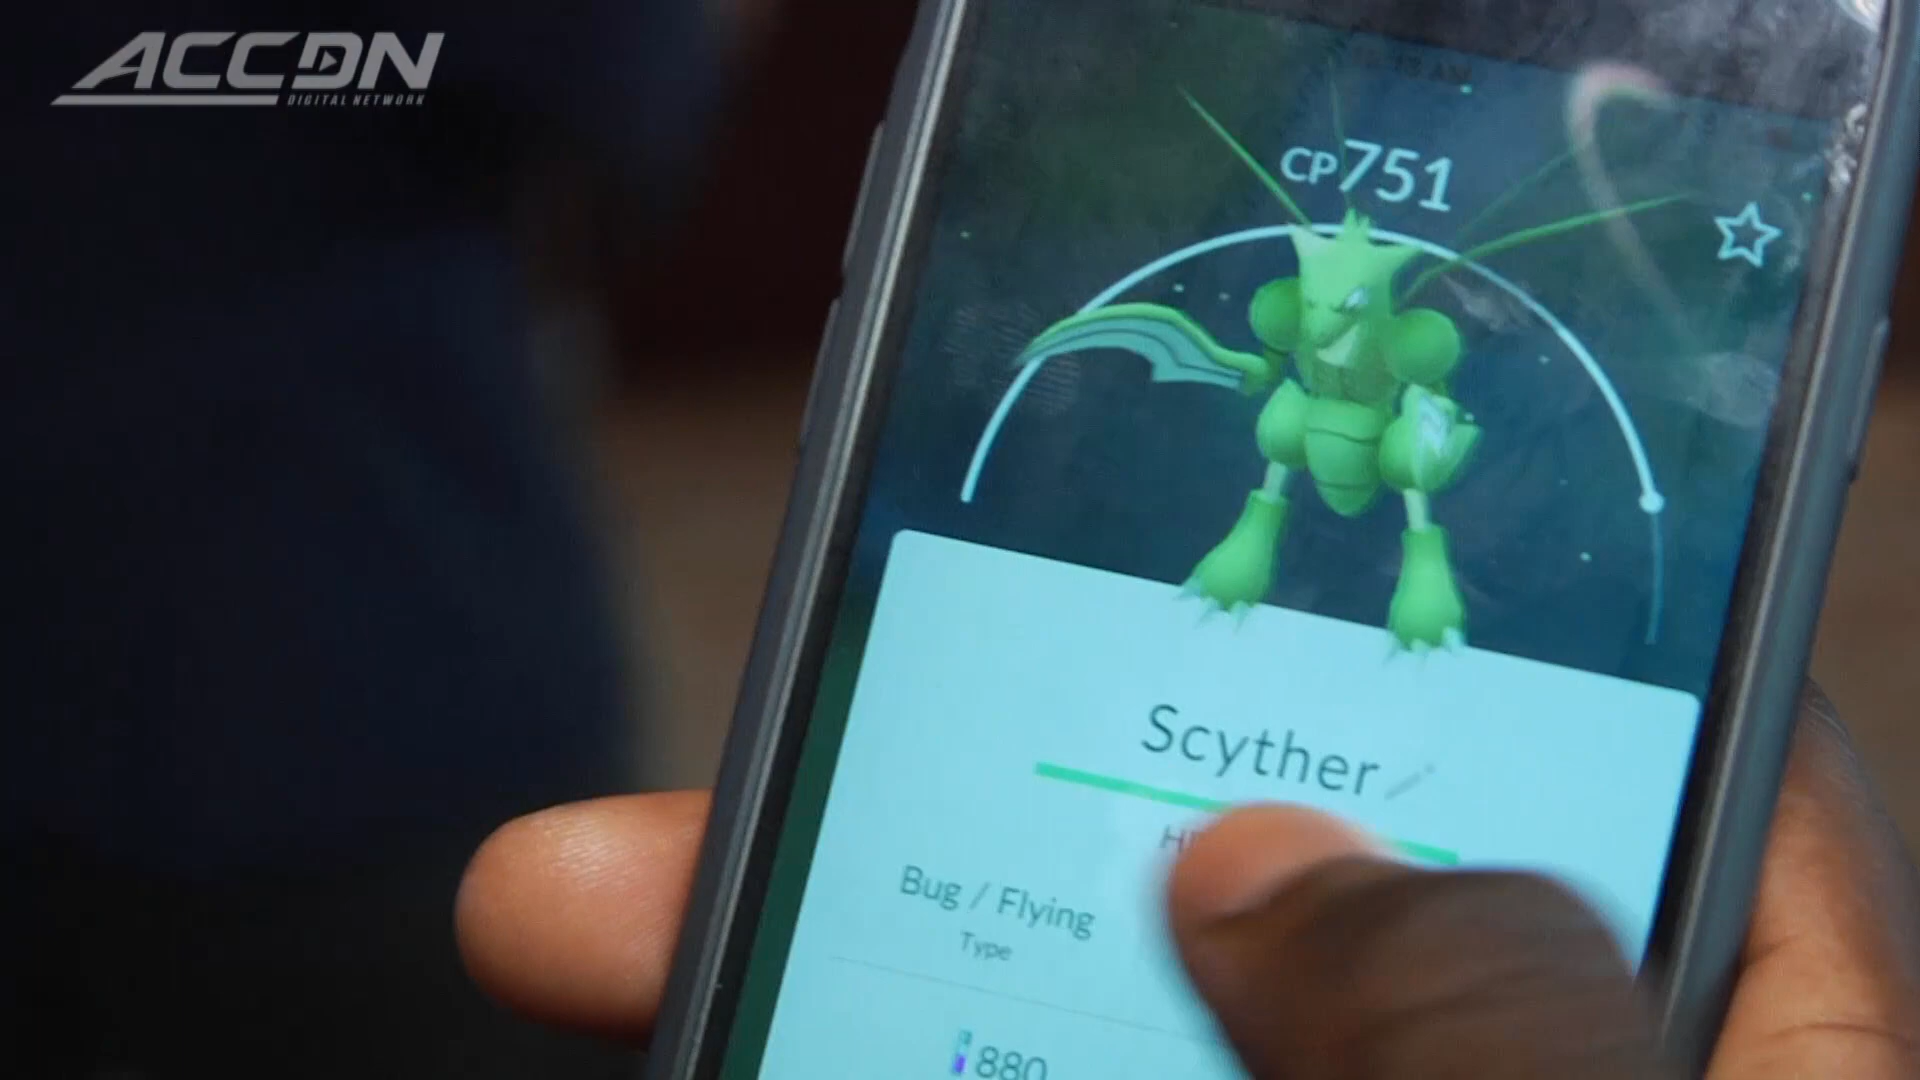 ACCDN
DIGITAL NETWORK
CP751
Scyther
Bug / Flying
Type
880